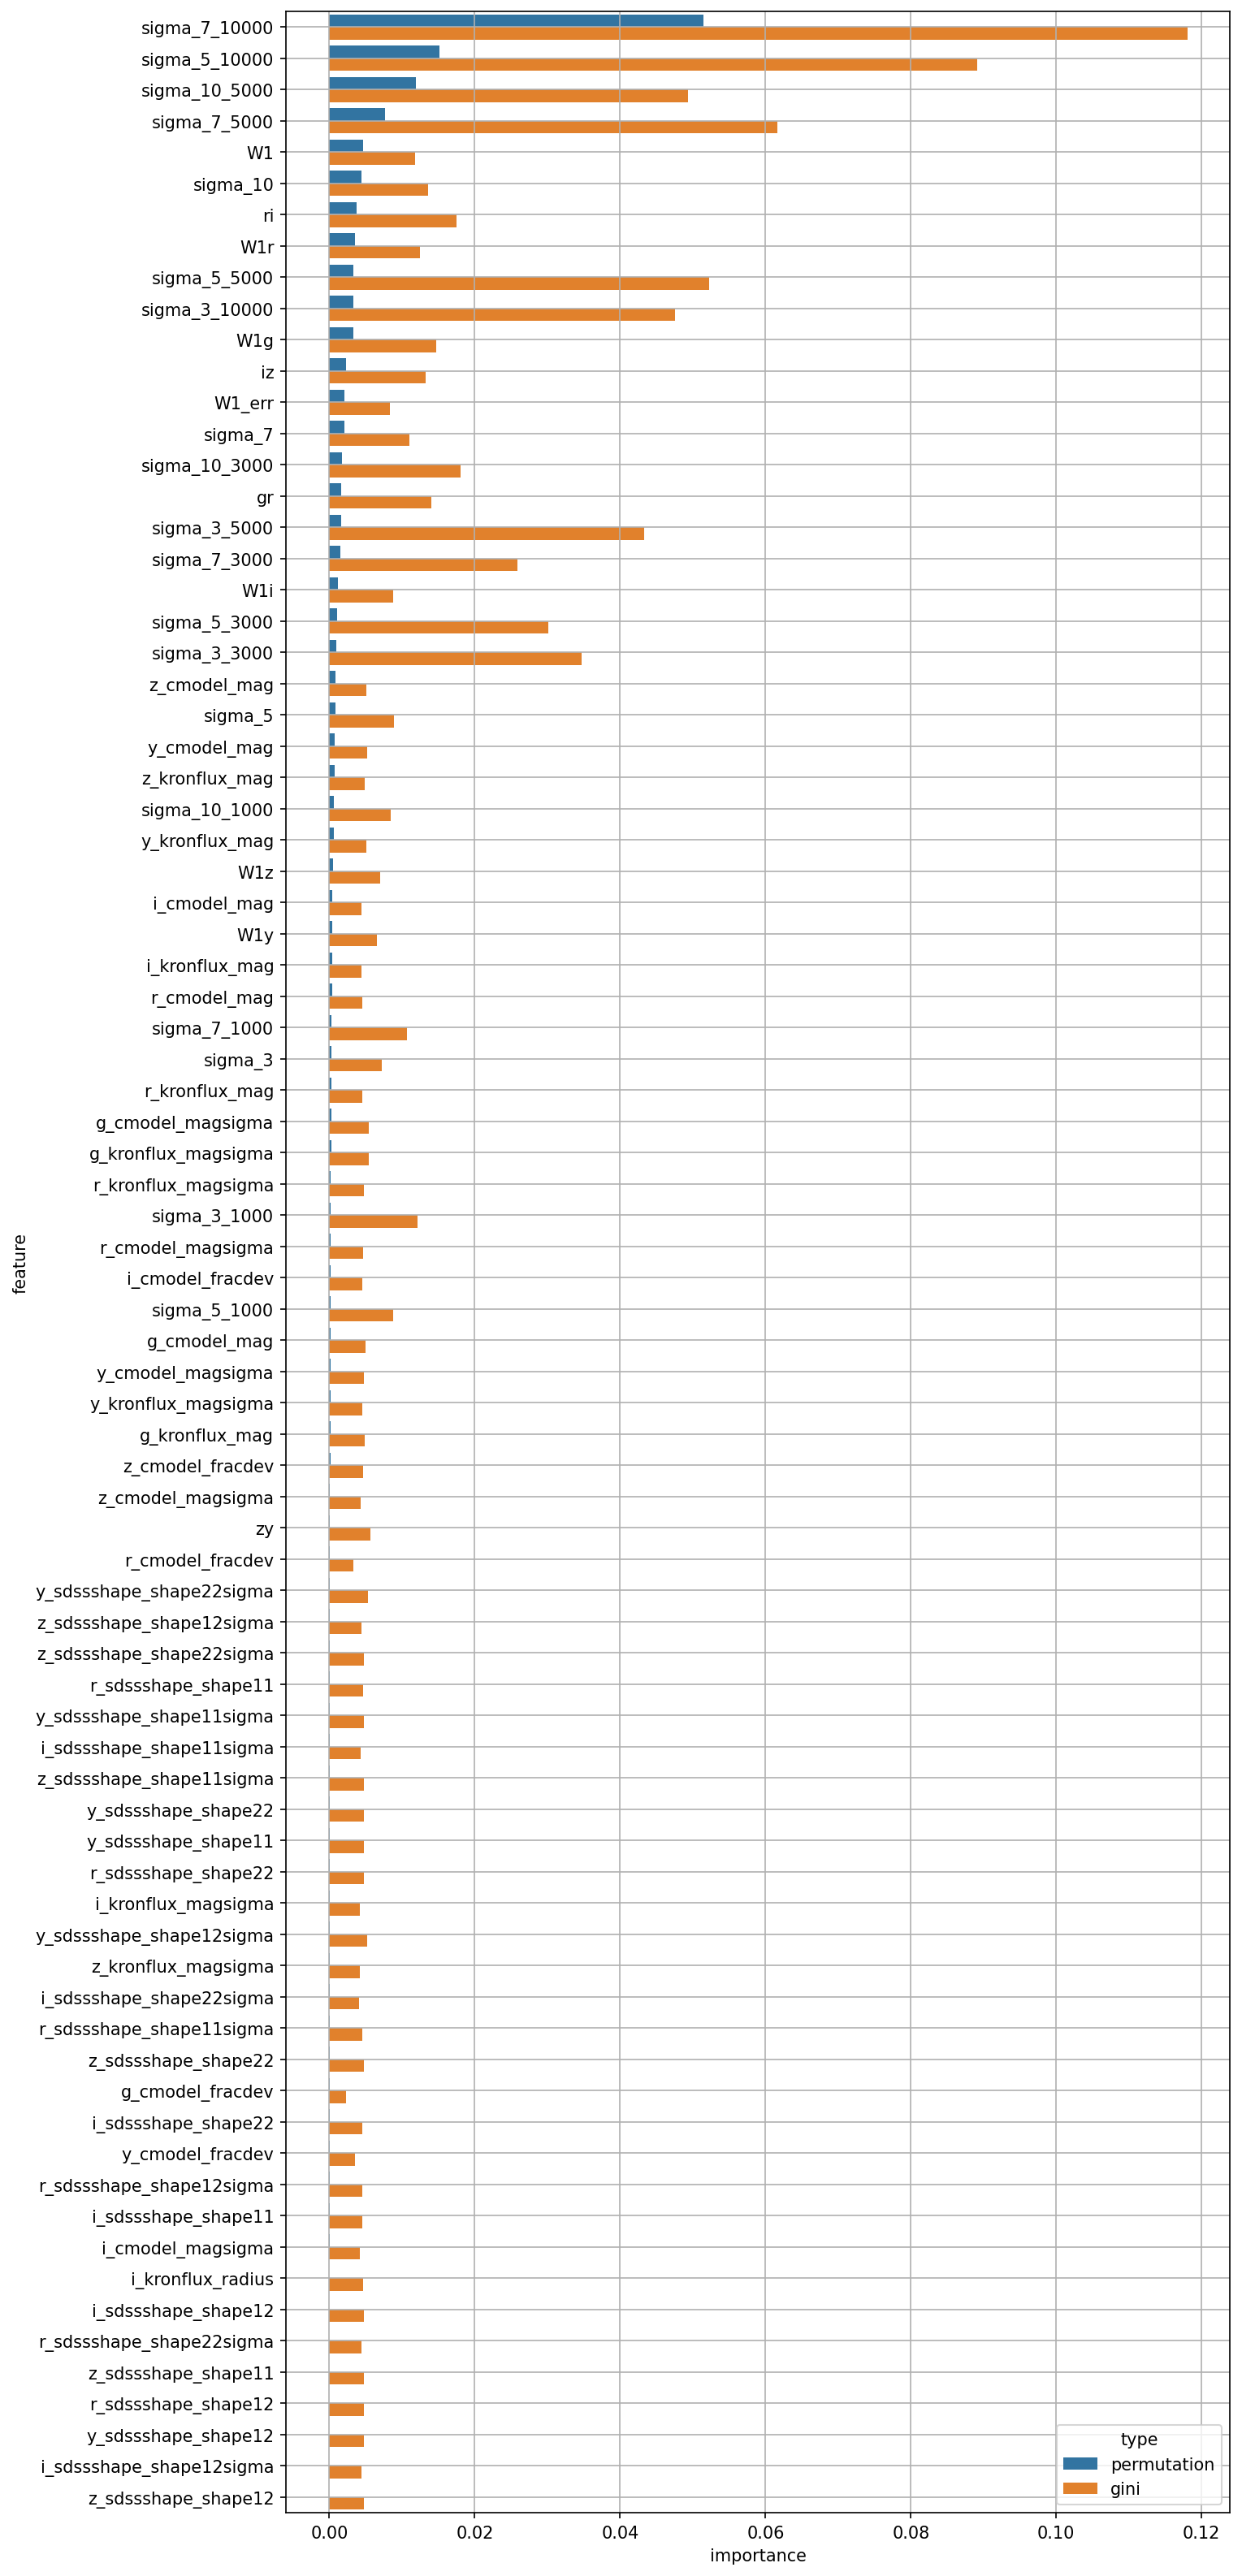 sigma_7_10000
sigma_5_10000
sigma_10_5000
sigma_7_5000
W1
sigma_10
ri
W1r
sigma_5_5000
sigma_3_10000
W1g
iz
W1_err
sigma_7
sigma_10_3000
gr
sigma_3_5000
sigma_7_3000
W1i
sigma_5_3000
sigma_3_3000
z_cmodel_mag
sigma_5
y_cmodel_mag
z_kronflux_mag
sigma_10_1000
y_kronflux_mag
W1z
i_cmodel_mag
W1y
i_kronflux_mag
r_cmodel_mag
sigma_7_1000
sigma_3
r_kronflux_mag
g_cmodel_magsigma
g_kronflux_magsigma
r_kronflux_magsigma
sigma_3_1000
r_cmodel_magsigma
i_cmodel_fracdev
sigma_5_1000
g_cmodel_mag
y_cmodel_magsigma
y_kronflux_magsigma
g_kronflux_mag
z_cmodel_fracdev
z_cmodel_magsigma
zy
r_cmodel_fracdev
y_sdssshape_shape22sigma
z_sdssshape_shape12sigma
z_sdssshape_shape22sigma
r_sdssshape_shape11
y_sdssshape_shape11sigma
i_sdssshape_shape11sigma
z_sdssshape_shape11sigma
y_sdssshape_shape22
y_sdssshape_shape11
r_sdssshape_shape22
i_kronflux_magsigma
y_sdssshape_shape12sigma
z_kronflux_magsigma
i_sdssshape_shape22sigma
r_sdssshape_shape11sigma
z_sdssshape_shape22
g_cmodel_fracdev
i_sdssshape_shape22
y_cmodel_fracdev
r_sdssshape_shape12sigma
i_sdssshape_shape11
i_cmodel_magsigma
i_kronflux_radius
i_sdssshape_shape12
r_sdssshape_shape22sigma
z_sdssshape_shape11
r_sdssshape_shape12
y_sdssshape_shape12
i_sdssshape_shape12sigma
z_sdssshape_shape12
feature
type
permutation
gini
0.00 0.02 0.04 0.06 0.08 0.10 0.12
importance